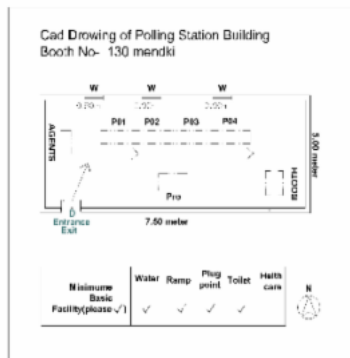 Cad Drowing of Polling Station Building
Booth No- 130 mendki
W W W
P01 P02 P03 P04
AGENTS
5.00 meter
BOOTH
Pro
D
Entrance
Exit
7.50 meter
Minimume
Basic
Facility(please ✓)
Water Ramp Plug point Toilet Helth care
✓ ✓ ✓ ✓
N